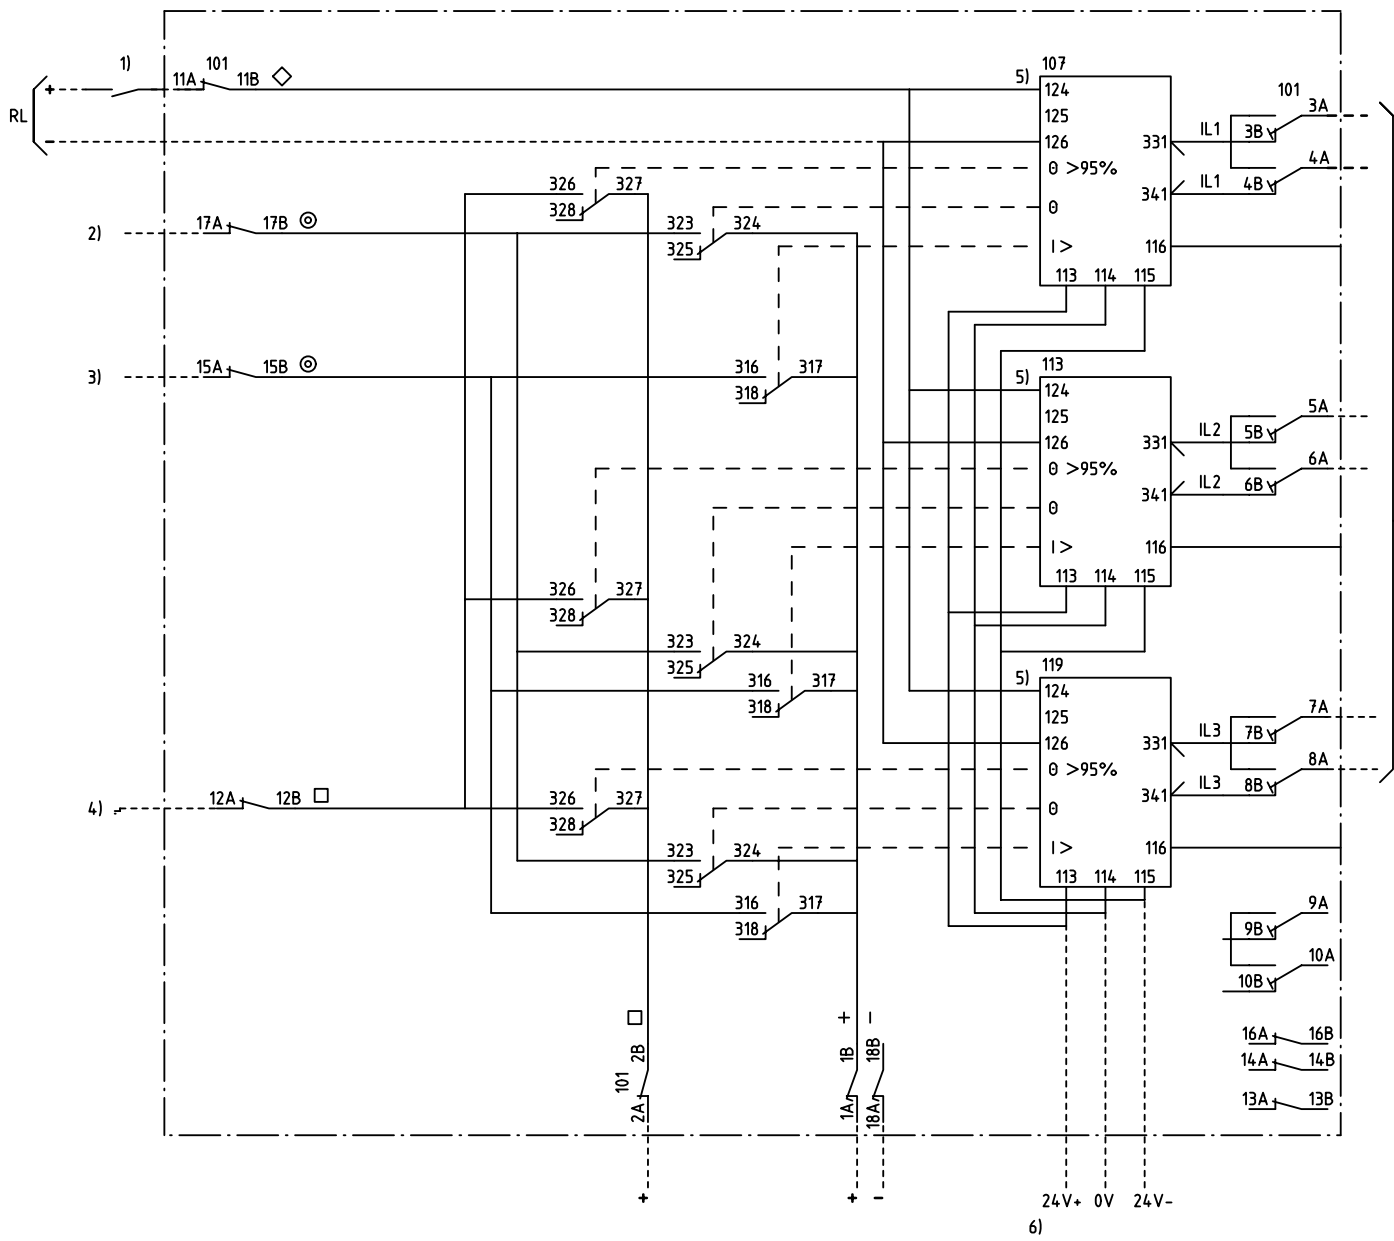 1)
101
11A
11B
+
RL
5)
107
124
125
126
θ >95%
θ
I >
331
341
116
113
114
115
101
IL1
3B
3A
IL1
4B
4A
326
327
328
2)
17A
17B
323
324
325
3)
15A
15B
316
317
318
5)
113
124
125
126
θ >95%
θ
I >
331
341
116
113
114
115
IL2
5B
5A
IL2
6B
6A
326
327
328
323
324
325
316
317
318
5)
119
124
125
126
θ >95%
θ
I >
331
341
116
113
114
115
IL3
7B
7A
IL3
8B
8A
4)
12A
12B
326
327
328
323
324
325
316
317
318
9A
9B
10A
10B
16A
16B
14A
14B
13A
13B
+
−
2B
101
2A
1B
1A
18B
18A
+
+
−
24V+
0V
24V-
6)